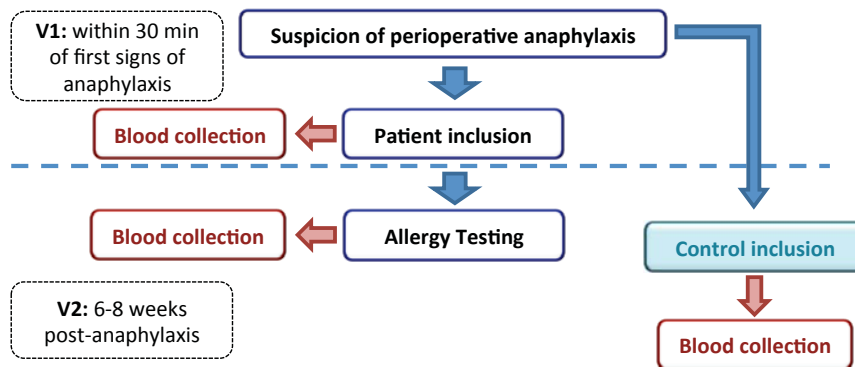 V1: within 30 min
of first signs of
anaphylaxis
Suspicion of perioperative anaphylaxis
Blood collection
Patient inclusion
Blood collection
Allergy Testing
Control inclusion
V2: 6-8 weeks
post-anaphylaxis
Blood collection